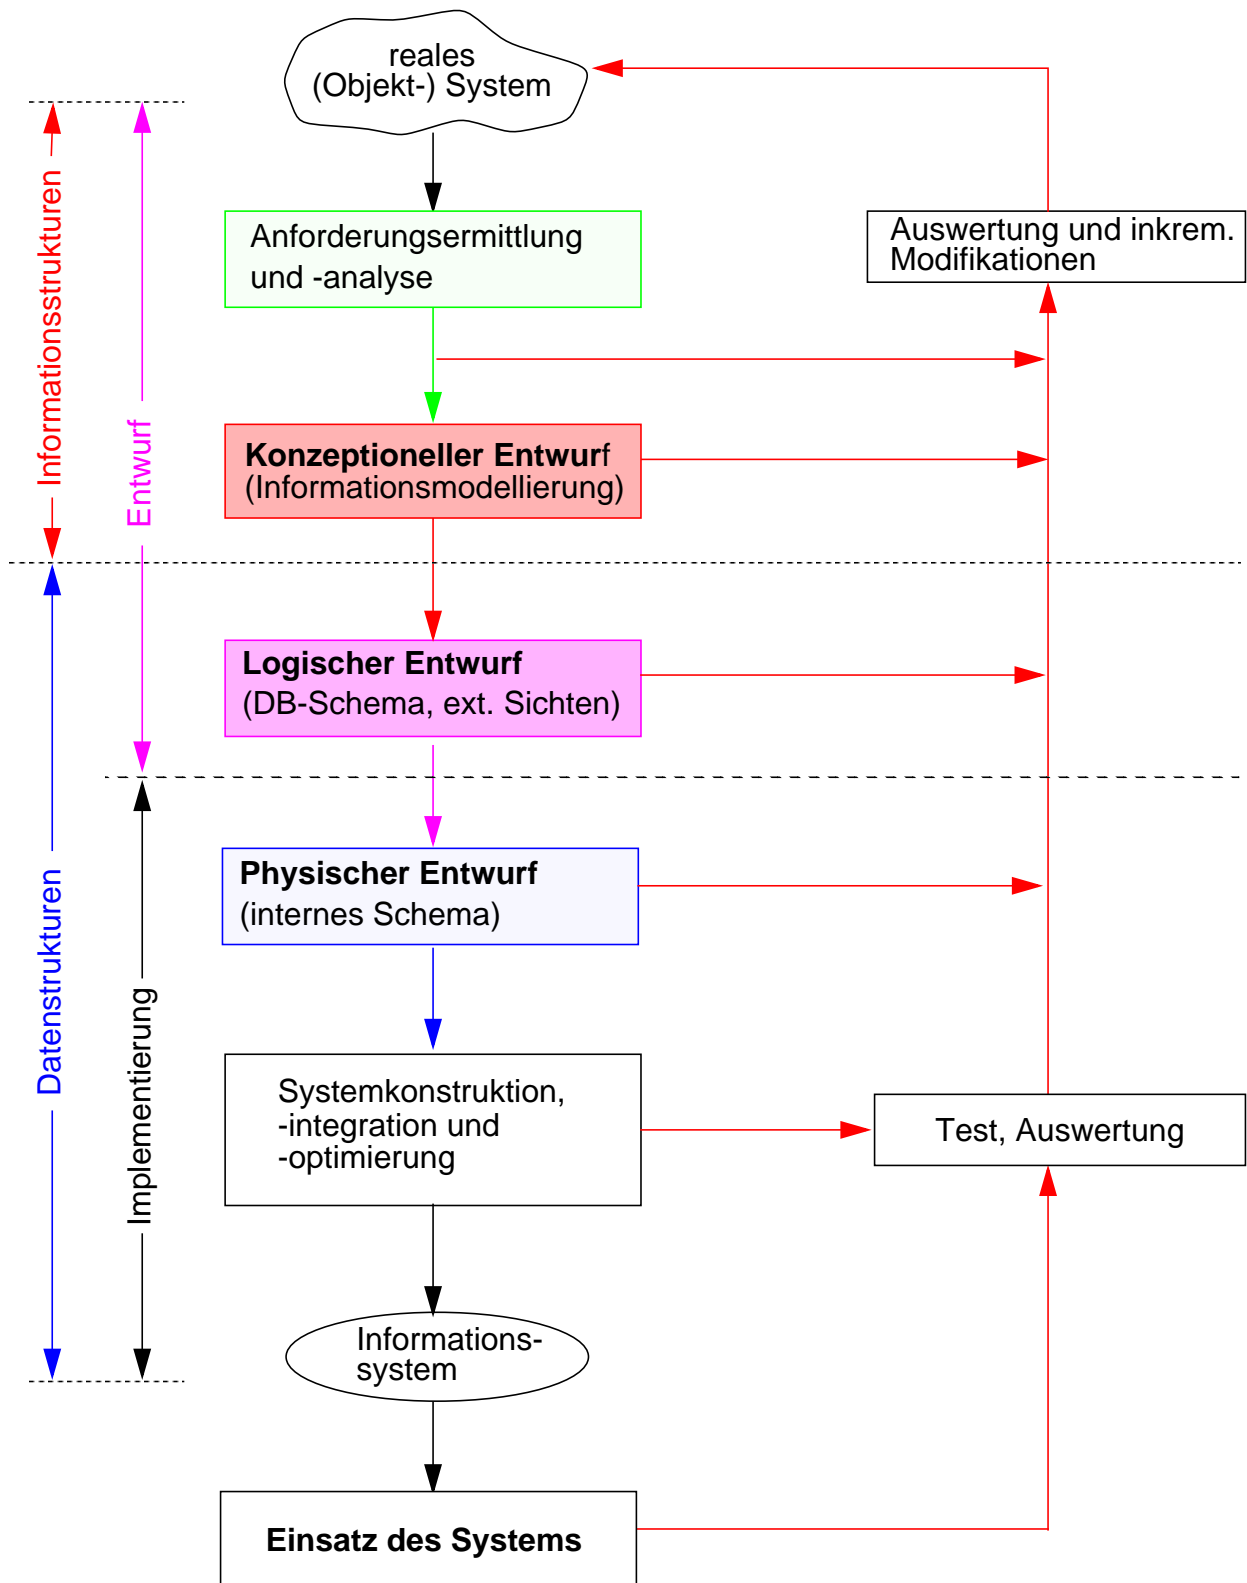 reales
(Objekt-) System
Anforderungsermittlung
und -analyse
Auswertung und inkrem.
Modifikationen
Informationsstrukturen
Entwurf
Konzeptioneller Entwurf
(Informationsmodellierung)
Logischer Entwurf
(DB-Schema, ext. Sichten)
Physischer Entwurf
(internes Schema)
Datenstrukturen
Implementierung
Systemkonstruktion,
-integration und
-optimierung
Test, Auswertung
Informations-
system
Einsatz des Systems